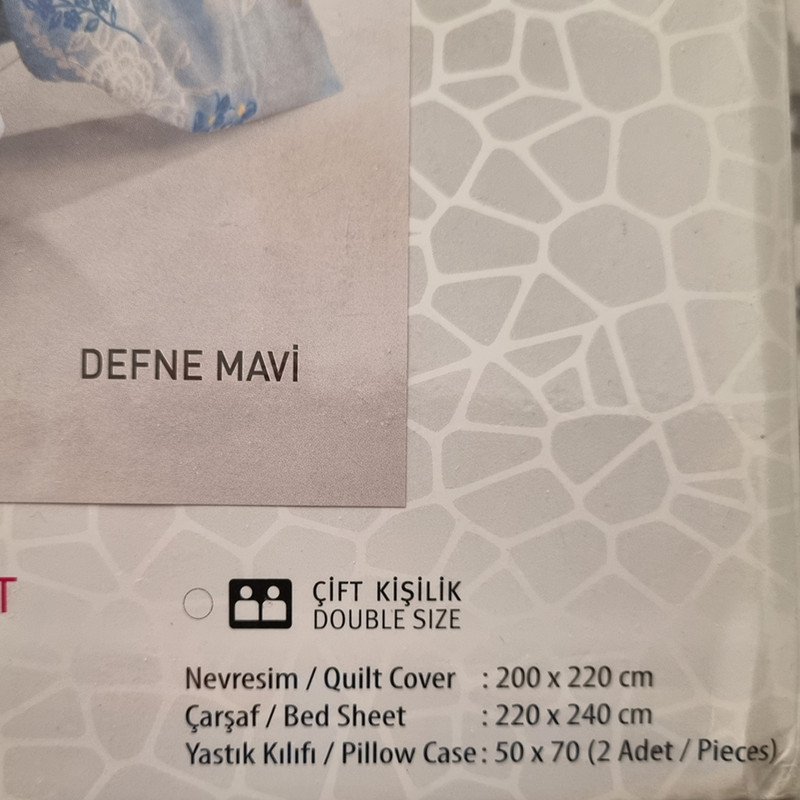 DEFNE MAVİ
T
ÇİFT KİŞİLİK
DOUBLE SIZE
Nevresim / Quilt Cover : 200 x 220 cm
Çarşaf / Bed Sheet : 220 x 240 cm
Yastık Kılıfı / Pillow Case : 50 x 70 (2 Adet / Pieces)